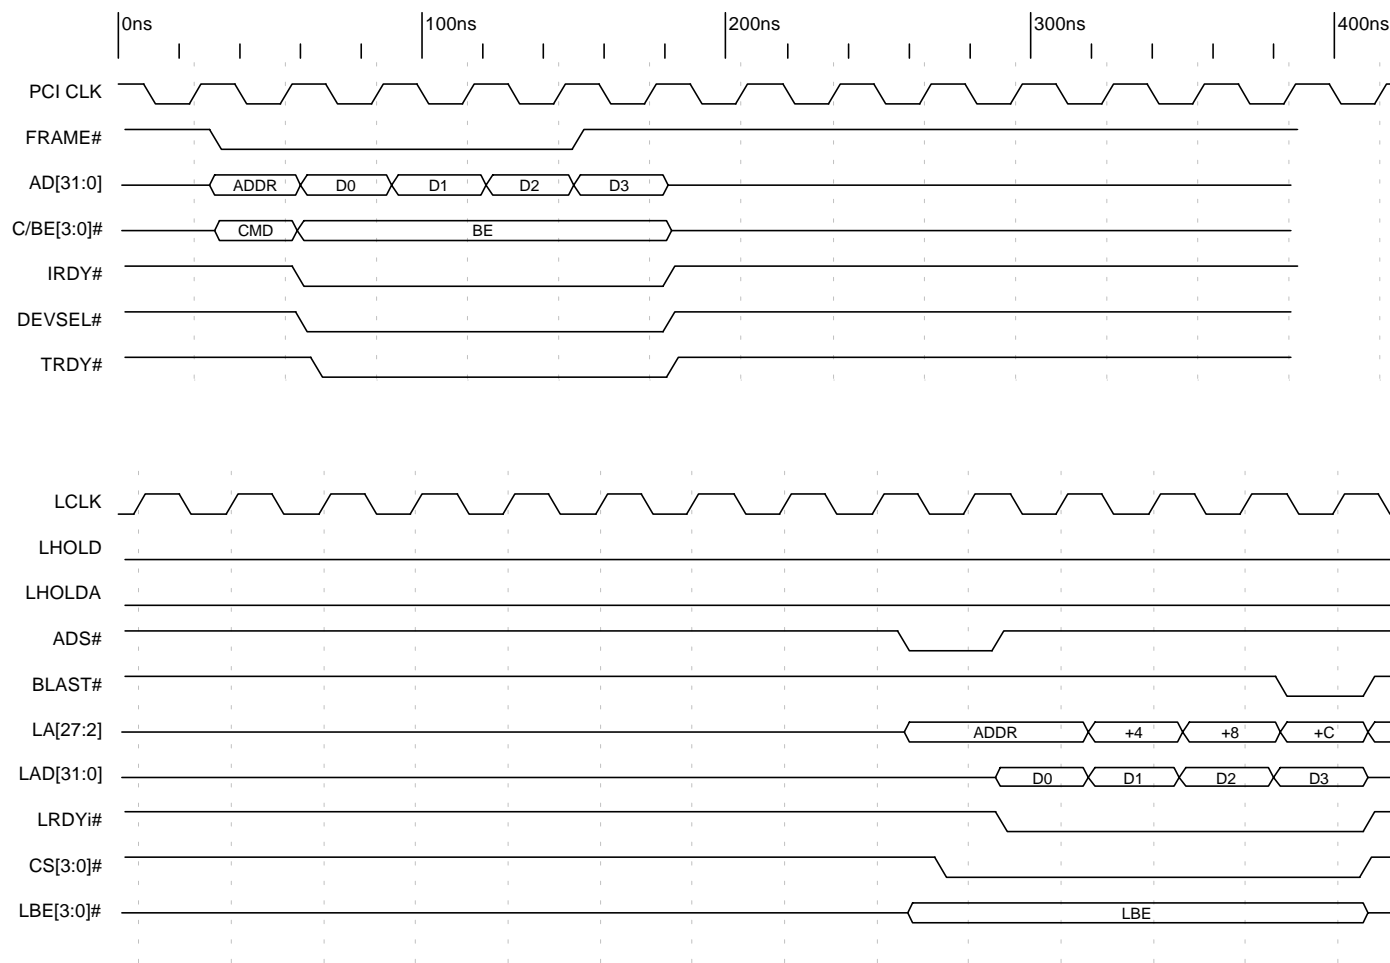 0ns 100ns 200ns 300ns 400ns
PCI CLK
FRAME#
AD[31:0] ADDR D0 D1 D2 D3
C/BE[3:0]# CMD BE
IRDY#
DEVSEL#
TRDY#
LCLK
LHOLD
LHOLDA
ADS#
BLAST#
LA[27:2] ADDR +4 +8 +C
LAD[31:0] D0 D1 D2 D3
LRDYi#
CS[3:0]#
LBE[3:0]# LBE